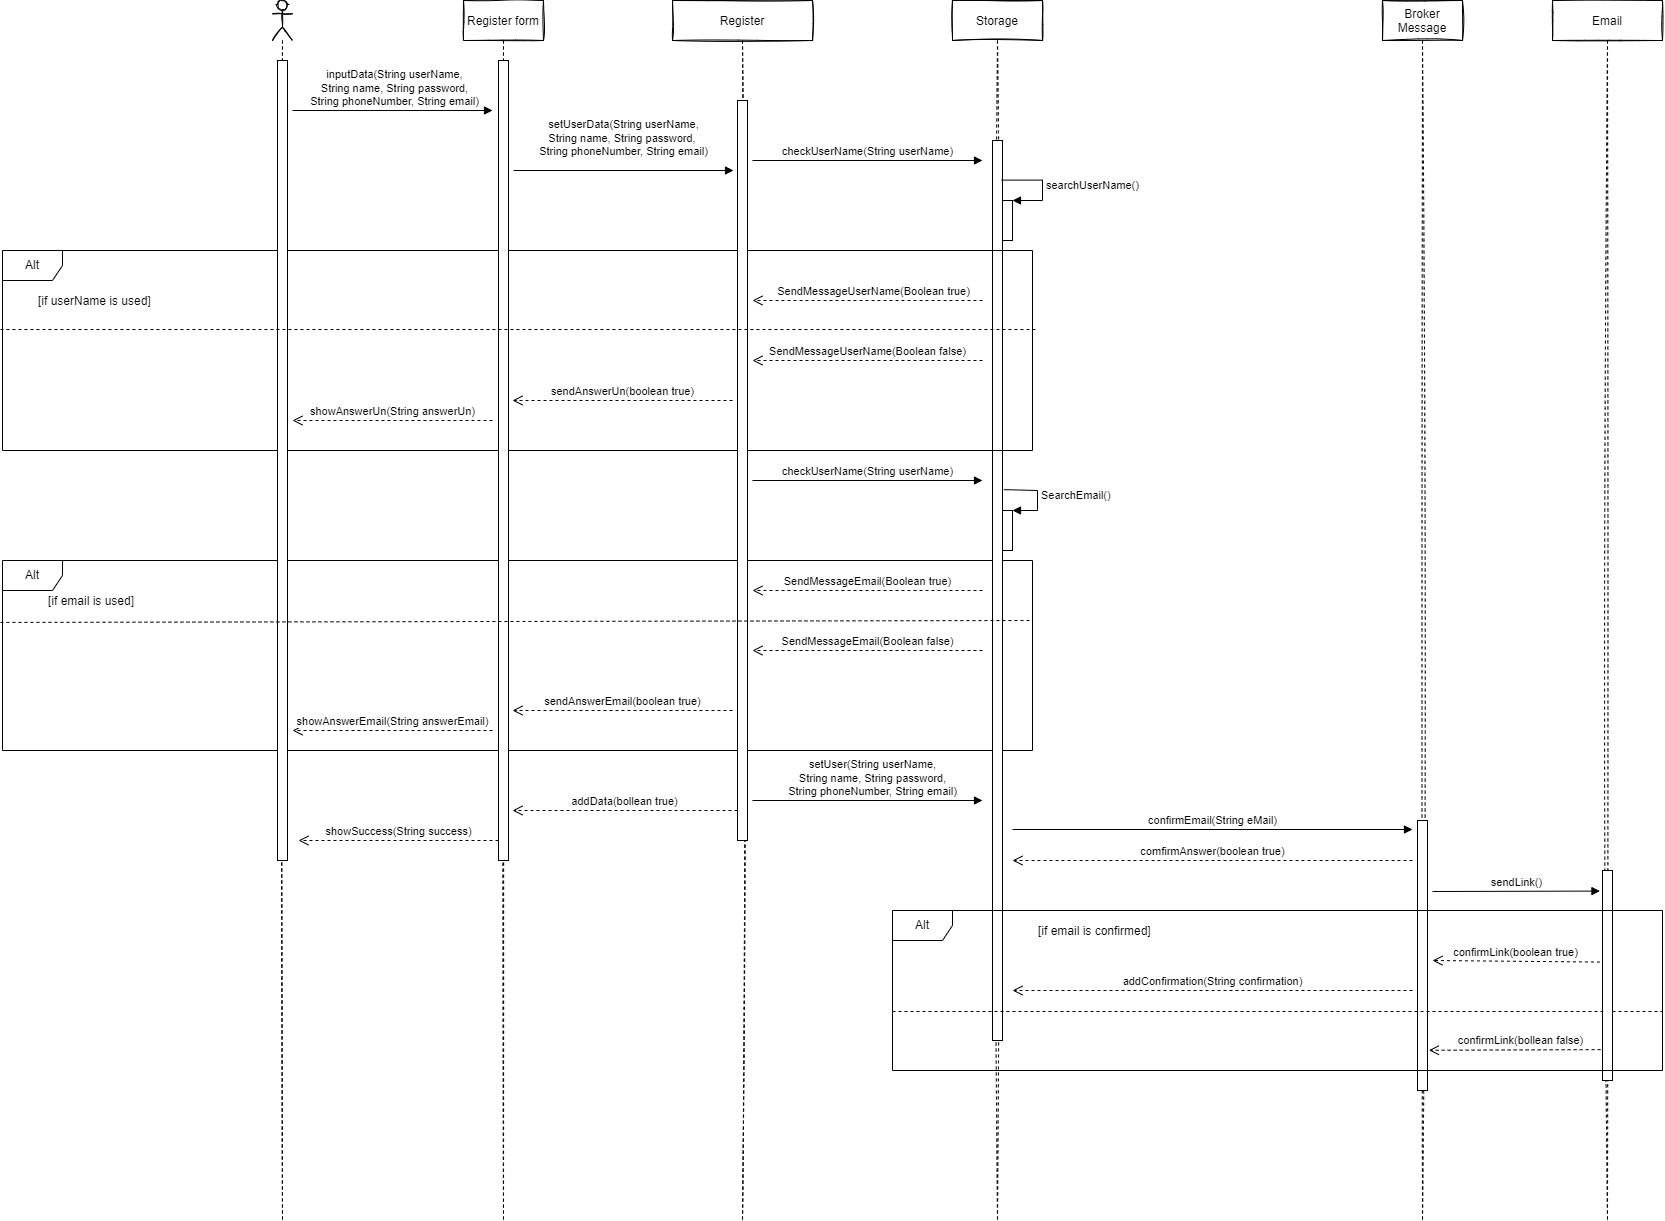 Register form
Register
Storage
Broker
Message
Email
inputData(String userName,
String name, String password,
String phoneNumber, String email)
setUserData(String userName,
String name, String password,
String phoneNumber, String email)
checkUserName(String userName)
searchUserName()
Alt
[if userName is used]
SendMessageUserName(Boolean true)
SendMessageUserName(Boolean false)
sendAnswerUn(boolean true)
showAnswerUn(String answerUn)
checkUserName(String userName)
SearchEmail()
Alt
[if email is used]
SendMessageEmail(Boolean true)
SendMessageEmail(Boolean false)
sendAnswerEmail(boolean true)
showAnswerEmail(String answerEmail)
setUser(String userName,
String name, String password,
String phoneNumber, String email)
addData(bollean true)
showSuccess(String success)
confirmEmail(String eMail)
comfirmAnswer(boolean true)
sendLink()
Alt
[if email is confirmed]
confirmLink(boolean true)
addConfirmation(String confirmation)
confirmLink(bollean false)